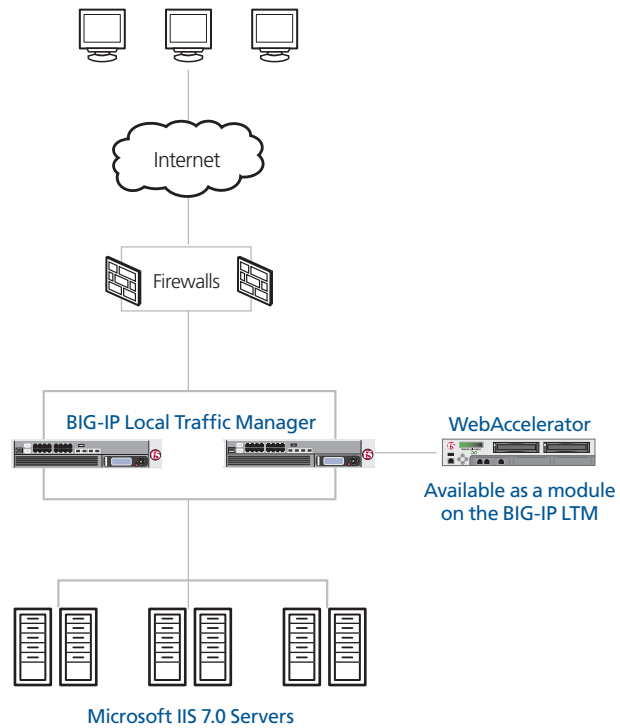 Internet
Firewalls
BIG-IP Local Traffic Manager
WebAccelerator
Available as a module
on the BIG-IP LTM
Microsoft IIS 7.0 Servers